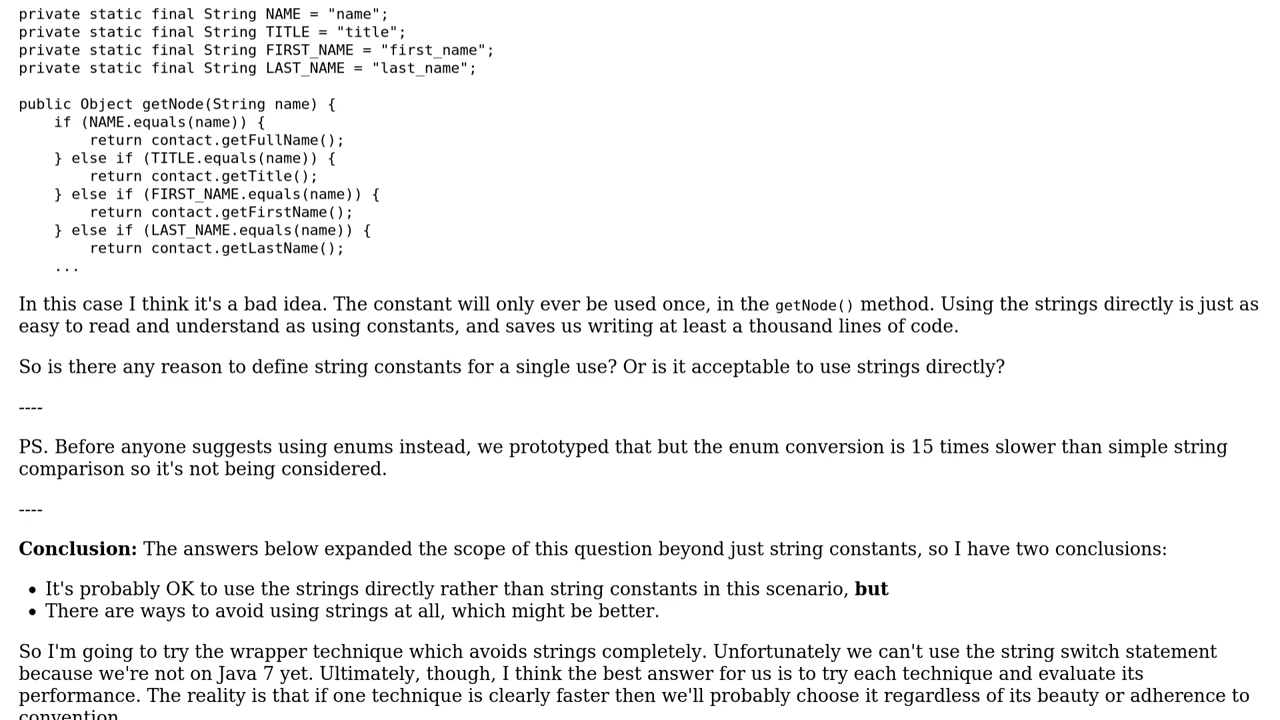 private static final String NAME = "name";
private static final String TITLE = "title";
private static final String FIRST_NAME = "first_name";
private static final String LAST_NAME = "last_name";
public Object getNode(String name) {
    if (NAME.equals(name)) {
        return contact.getFullName();
    } else if (TITLE.equals(name)) {
        return contact.getTitle();
    } else if (FIRST_NAME.equals(name)) {
        return contact.getFirstName();
    } else if (LAST_NAME.equals(name)) {
        return contact.getLastName();
    ...
In this case I think it's a bad idea. The constant will only ever be used once, in the getNode() method. Using the strings directly is just as
easy to read and understand as using constants, and saves us writing at least a thousand lines of code.
So is there any reason to define string constants for a single use? Or is it acceptable to use strings directly?
----
PS. Before anyone suggests using enums instead, we prototyped that but the enum conversion is 15 times slower than simple string
comparison so it's not being considered.
----
Conclusion: The answers below expanded the scope of this question beyond just string constants, so I have two conclusions:
• It's probably OK to use the strings directly rather than string constants in this scenario, but
• There are ways to avoid using strings at all, which might be better.
So I'm going to try the wrapper technique which avoids strings completely. Unfortunately we can't use the string switch statement
because we're not on Java 7 yet. Ultimately, though, I think the best answer for us is to try each technique and evaluate its
performance. The reality is that if one technique is clearly faster then we'll probably choose it regardless of its beauty or adherence to
convention.